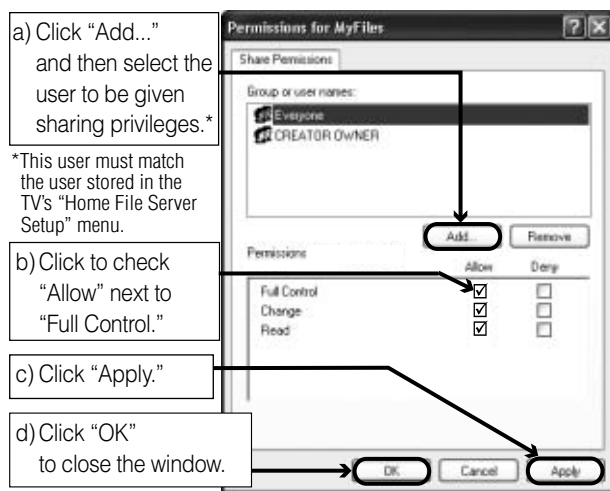 a) Click “Add...”
and then select the
user to be given
sharing privileges.*
*This user must match
the user stored in the
TV's “Home File Server
Setup” menu.
b) Click to check
“Allow” next to
“Full Control.”
c) Click “Apply.”
d) Click “OK”
to close the window.
Permissions for MyFiles
Share Permissions
Group or user names:
Everyone
CREATOR OWNER
Add... Remove
Permissions Allow Deny
Full Control
Change
Read
OK Cancel Apply